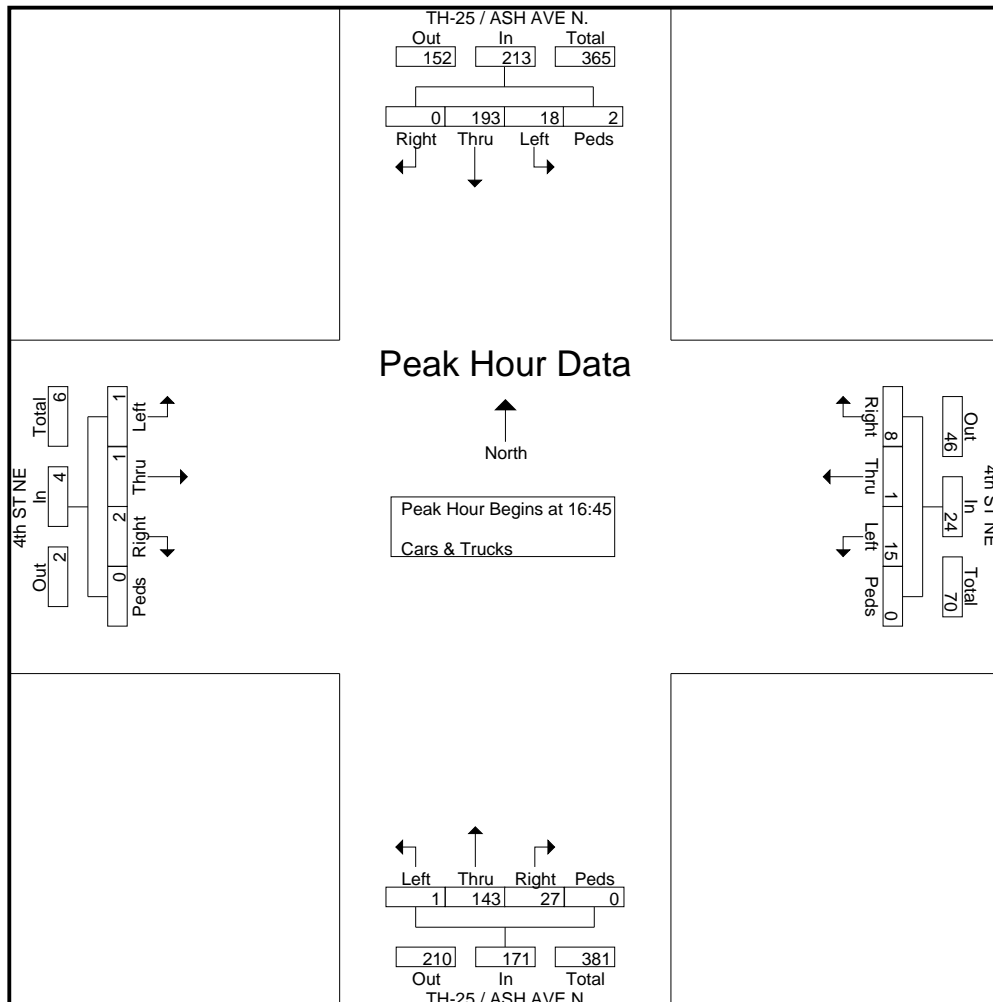 TH-25 / ASH AVE N.
Out In Total
152 213 365
0 193 18 2
Right Thru Left Peds
Peak Hour Data
North
Peak Hour Begins at 16:45
Cars & Trucks
4th ST NE
Total In Out
6 4 2
1 1 2 0
Left Thru Right Peds
4th ST NE
Out In Total
46 24 70
8 1 15 0
Right Thru Left Peds
Left Thru Right Peds
1 143 27 0
210 171 381
Out In Total
TH-25 / ASH AVE N.